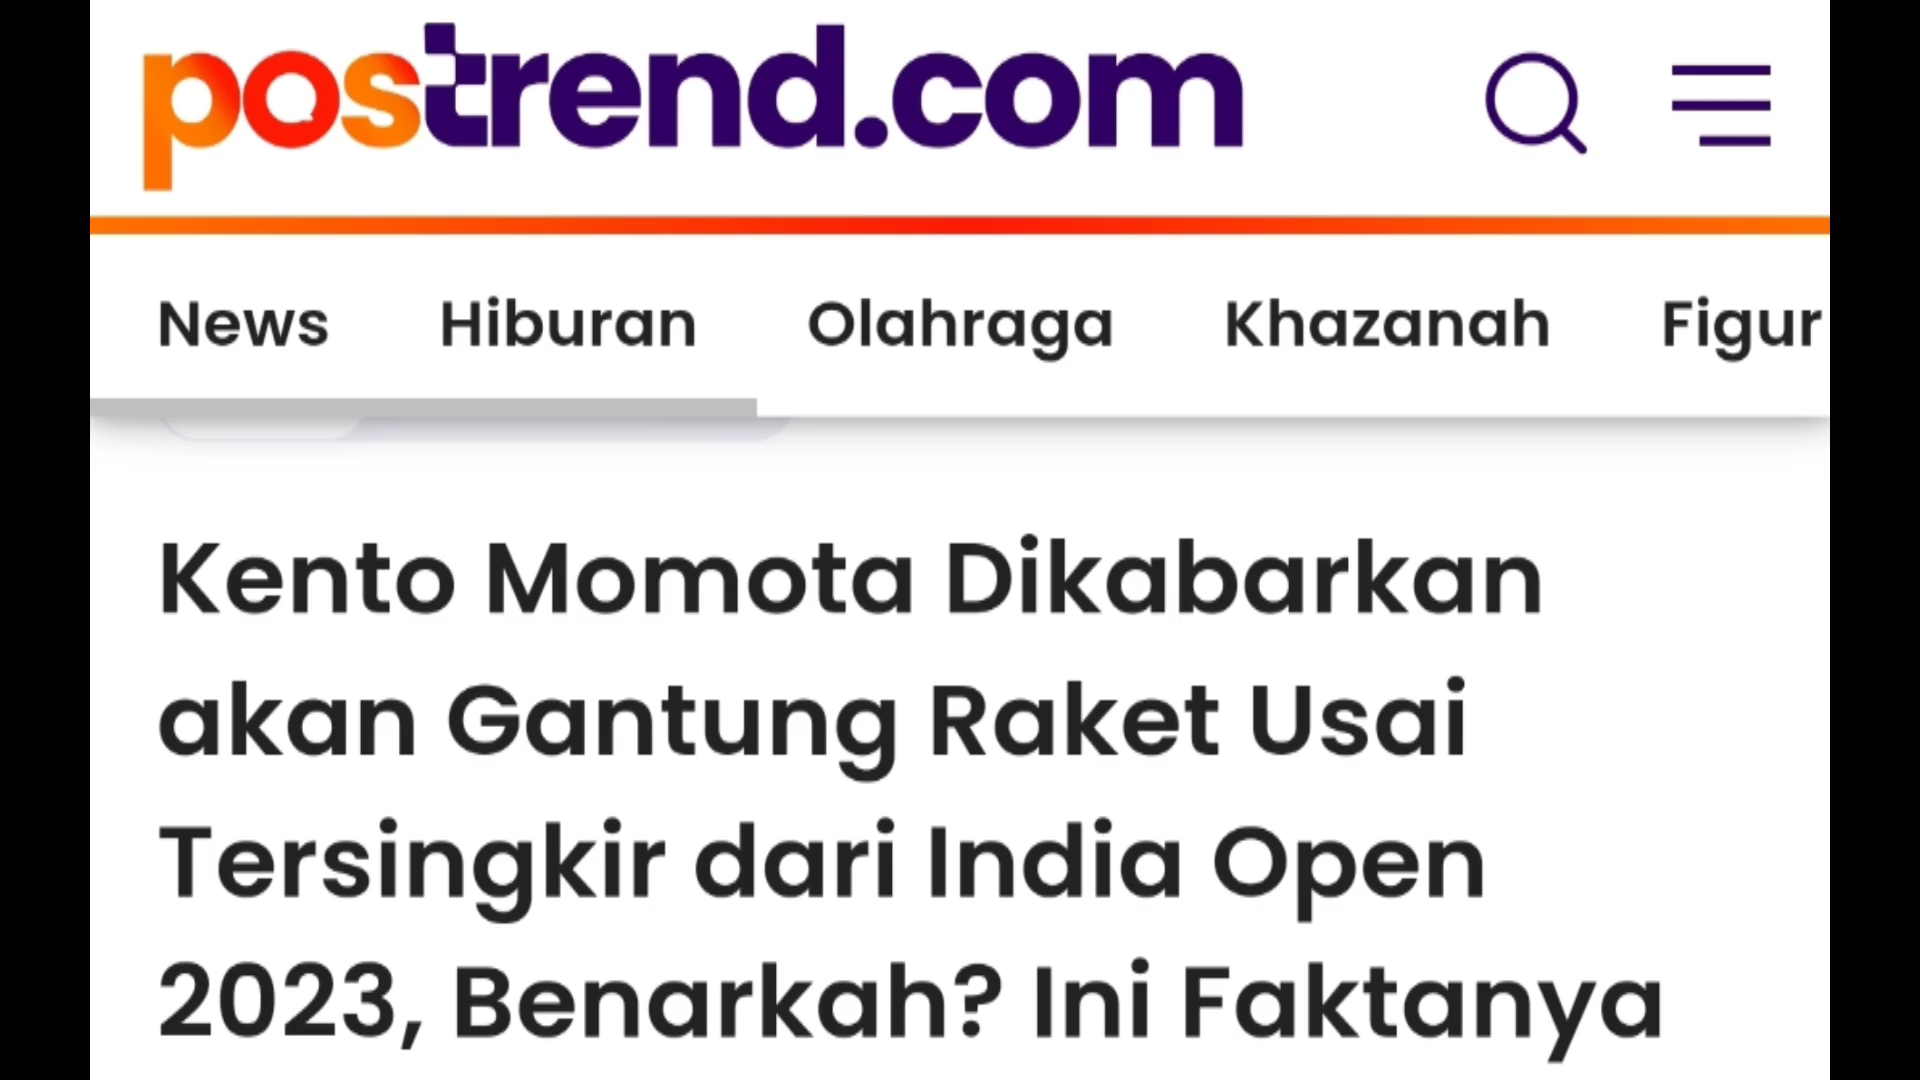 postrend.com
News Hiburan Olahraga Khazanah Figur
Kento Momota Dikabarkan
akan Gantung Raket Usai
Tersingkir dari India Open
2023, Benarkah? Ini Faktanya